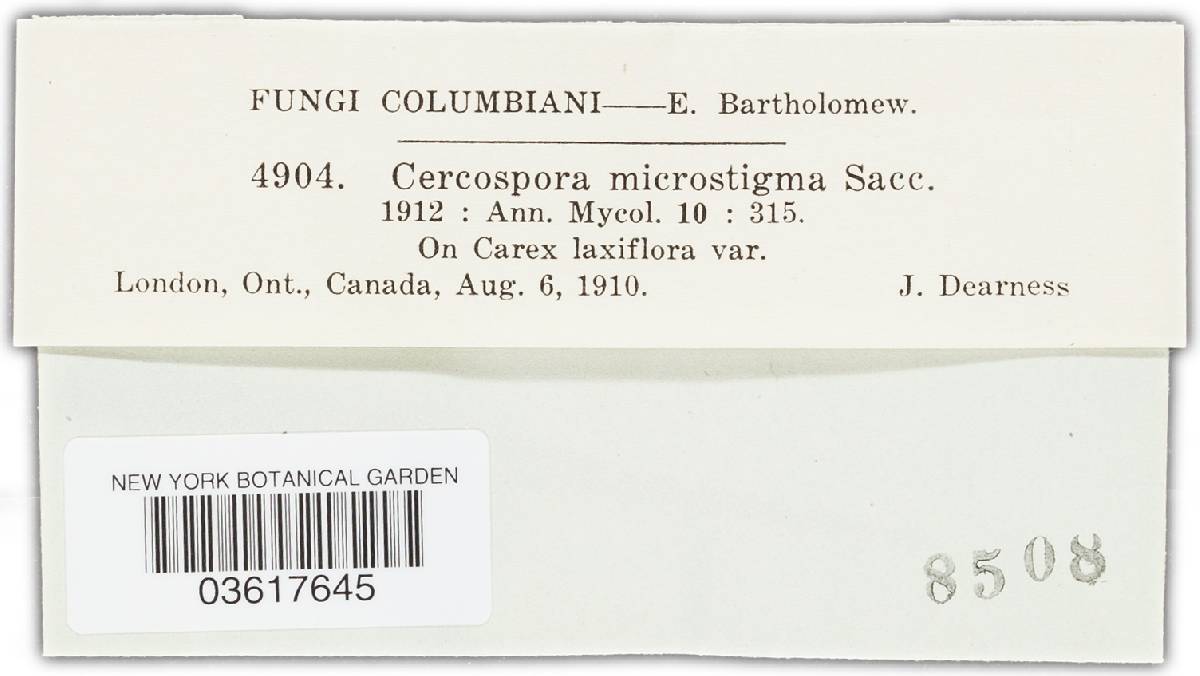 FUNGI COLUMBIANI——E. Bartholomew.
4904. Cercospora microstigma Sacc.
1912 : Ann. Mycol. 10 : 315.
On Carex laxiflora var.
London, Ont., Canada, Aug. 6, 1910. J. Dearness
NEW YORK BOTANICAL GARDEN
03617645
8508